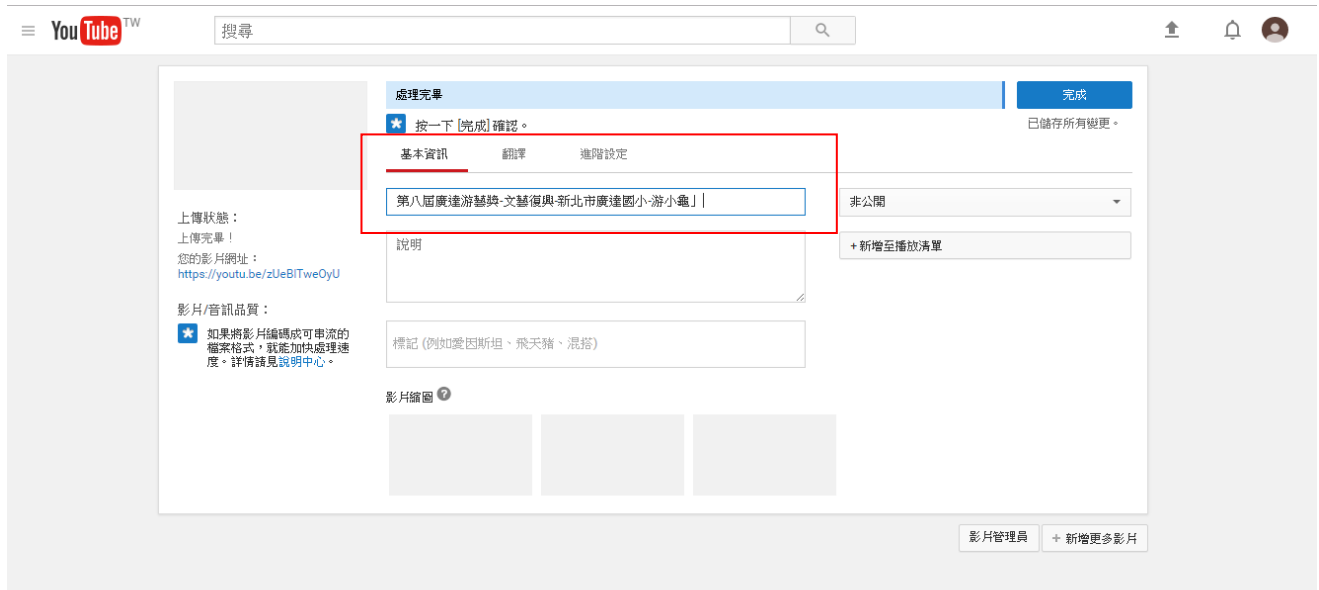 YouTube TW
搜尋
處理完畢
完成
按一下 [完成] 確認。
已儲存所有變更。
基本資訊 翻譯 進階設定
第八屆廣達游藝獎-文藝復興-新北市廣達國小-游小龜」
非公開
說明
+新增至播放清單
上傳狀態：
上傳完畢！
您的影片網址：
https://youtu.be/zUeBlTweOyU
影片/音訊品質：
如果將影片編碼成可串流的
檔案格式，就能加快處理速
度。詳情請見說明中心。
標記 (例如愛因斯坦、飛天豬、混搭)
影片縮圖 ?
影片管理員
+ 新增更多影片